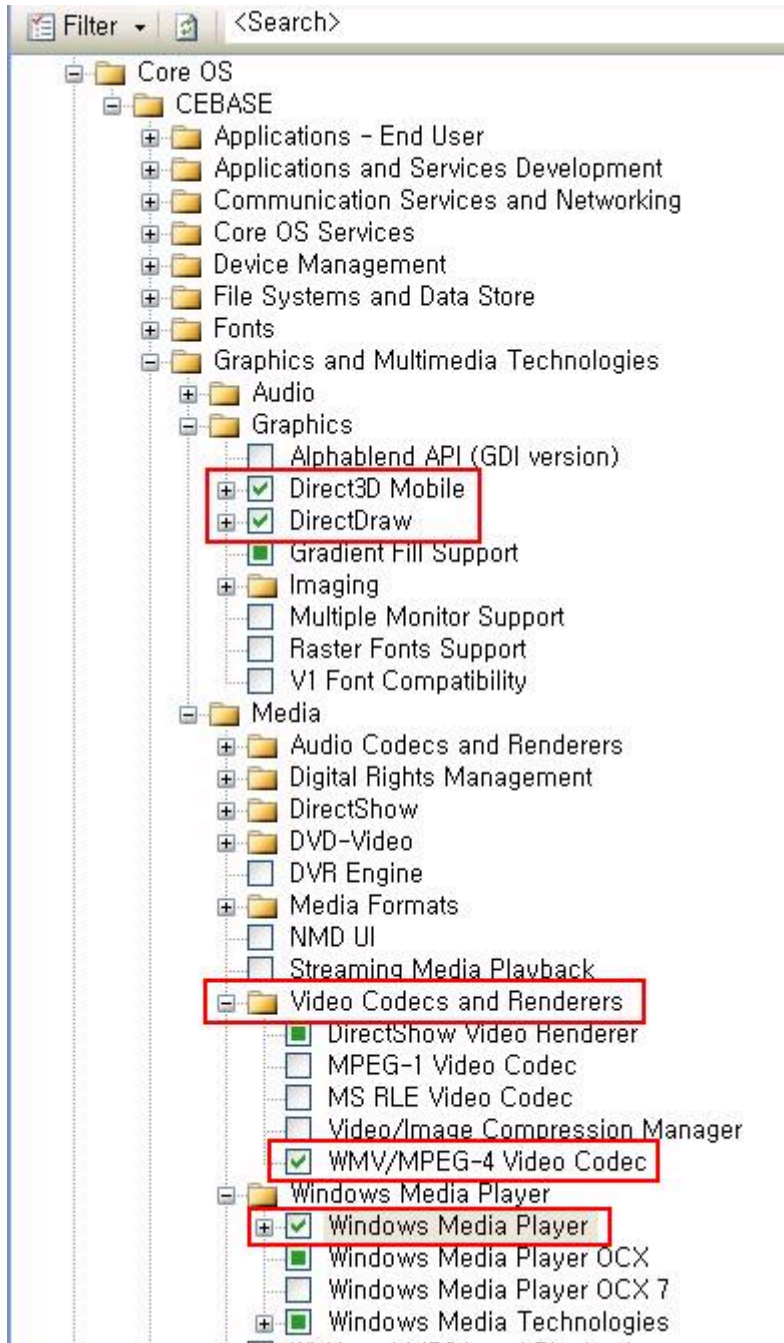 Filter <Search>
Core OS
CEBASE
Applications - End User
Applications and Services Development
Communication Services and Networking
Core OS Services
Device Management
File Systems and Data Store
Fonts
Graphics and Multimedia Technologies
Audio
Graphics
Alphablend API (GDI version)
Direct3D Mobile
DirectDraw
Gradient Fill Support
Imaging
Multiple Monitor Support
Raster Fonts Support
V1 Font Compatibility
Media
Audio Codecs and Renderers
Digital Rights Management
DirectShow
DVD-Video
DVR Engine
Media Formats
NMD UI
Streaming Media Playback
Video Codecs and Renderers
DirectShow Video Renderer
MPEG-1 Video Codec
MS RLE Video Codec
Video/Image Compression Manager
WMV/MPEG-4 Video Codec
Windows Media Player
Windows Media Player
Windows Media Player OCX
Windows Media Player OCX 7
Windows Media Technologies